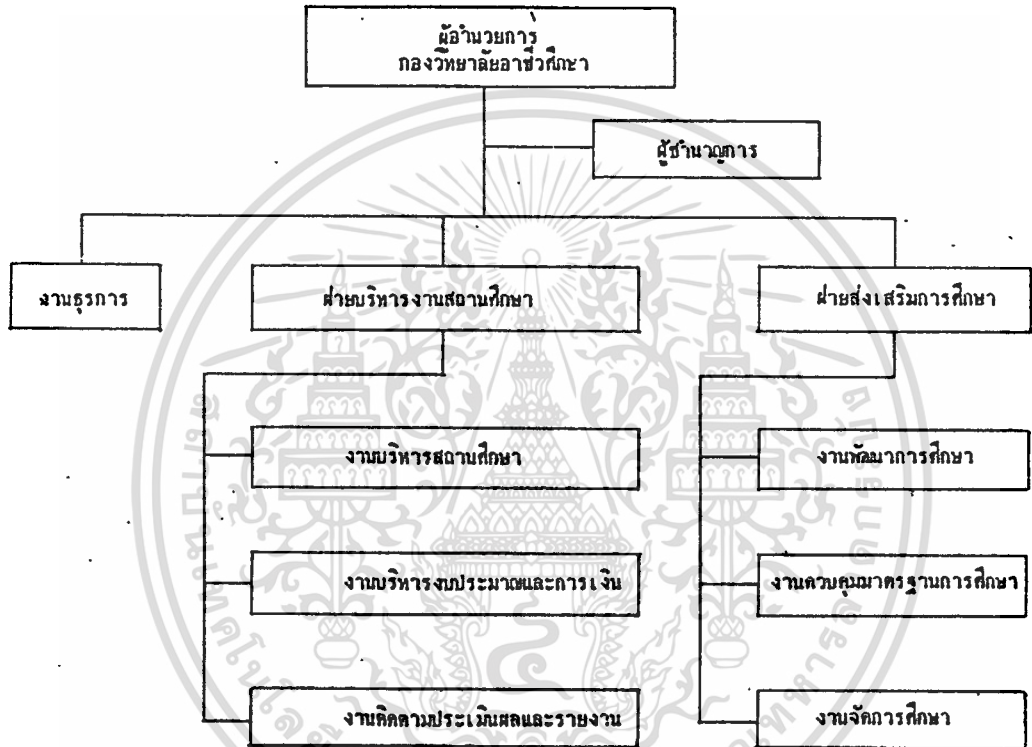 ผู้อำนวยการ
กองวิทยาลัยอาชีวศึกษา
ผู้ชำนาญการ
งานธุรการ
ฝ่ายบริหารงานสถานศึกษา
ฝ่ายส่งเสริมการศึกษา
งานบริหารสถานศึกษา
งานพัฒนาการศึกษา
งานบริหารงบประมาณและการเงิน
งานควบคุมมาตรฐานการศึกษา
งานติดตามประเมินผลและรายงาน
งานจัดการศึกษา